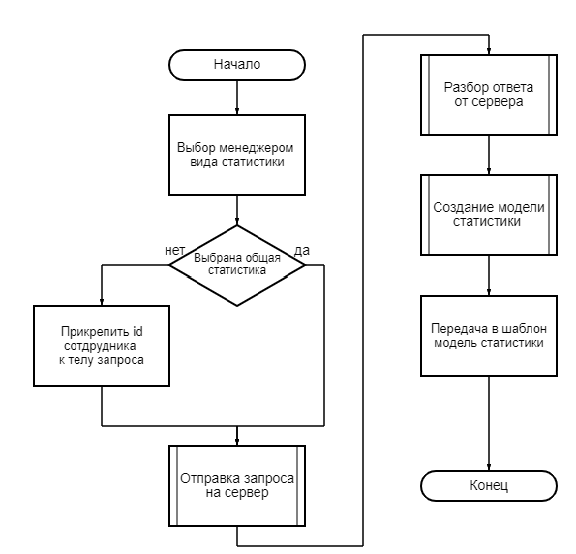 Начало
Выбор менеджером
вида статистики
нет
да
Выбрана общая
статистика
Прикрепить id
сотдрудника
к телу запроса
Отправка запроса
на сервер
Разбор ответа
от сервера
Создание модели
статистики
Передача в шаблон
модель статистики
Конец